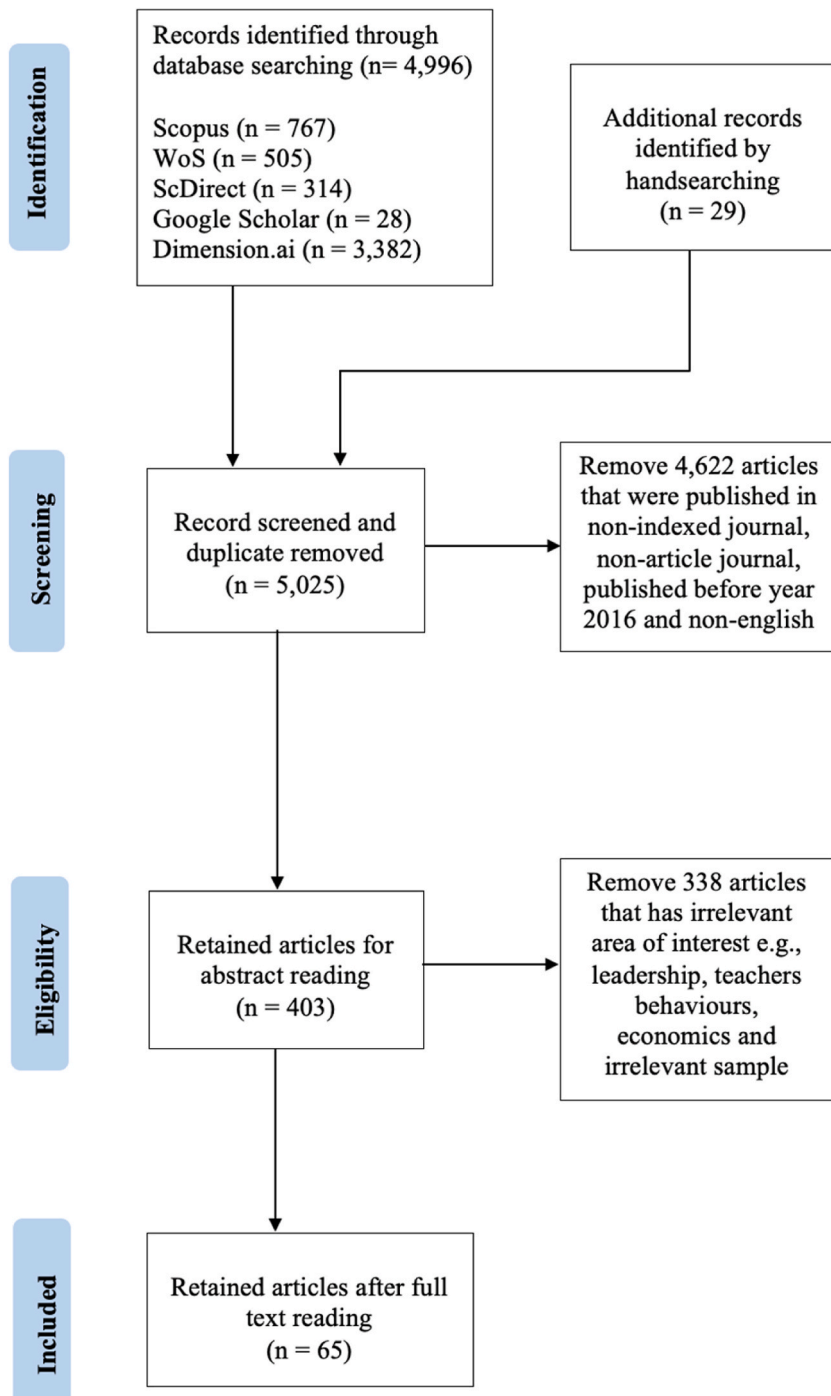 Identification
Records identified through
database searching (n= 4,996)
Scopus (n = 767)
WoS (n = 505)
ScDirect (n = 314)
Google Scholar (n = 28)
Dimension.ai (n = 3,382)
Additional records
identified by
handsearching
(n = 29)
Screening
Record screened and
duplicate removed
(n = 5,025)
Remove 4,622 articles
that were published in
non-indexed journal,
non-article journal,
published before year
2016 and non-english
Eligibility
Retained articles for
abstract reading
(n = 403)
Remove 338 articles
that has irrelevant
area of interest e.g.,
leadership, teachers
behaviours,
economics and
irrelevant sample
Included
Retained articles after full
text reading
(n = 65)